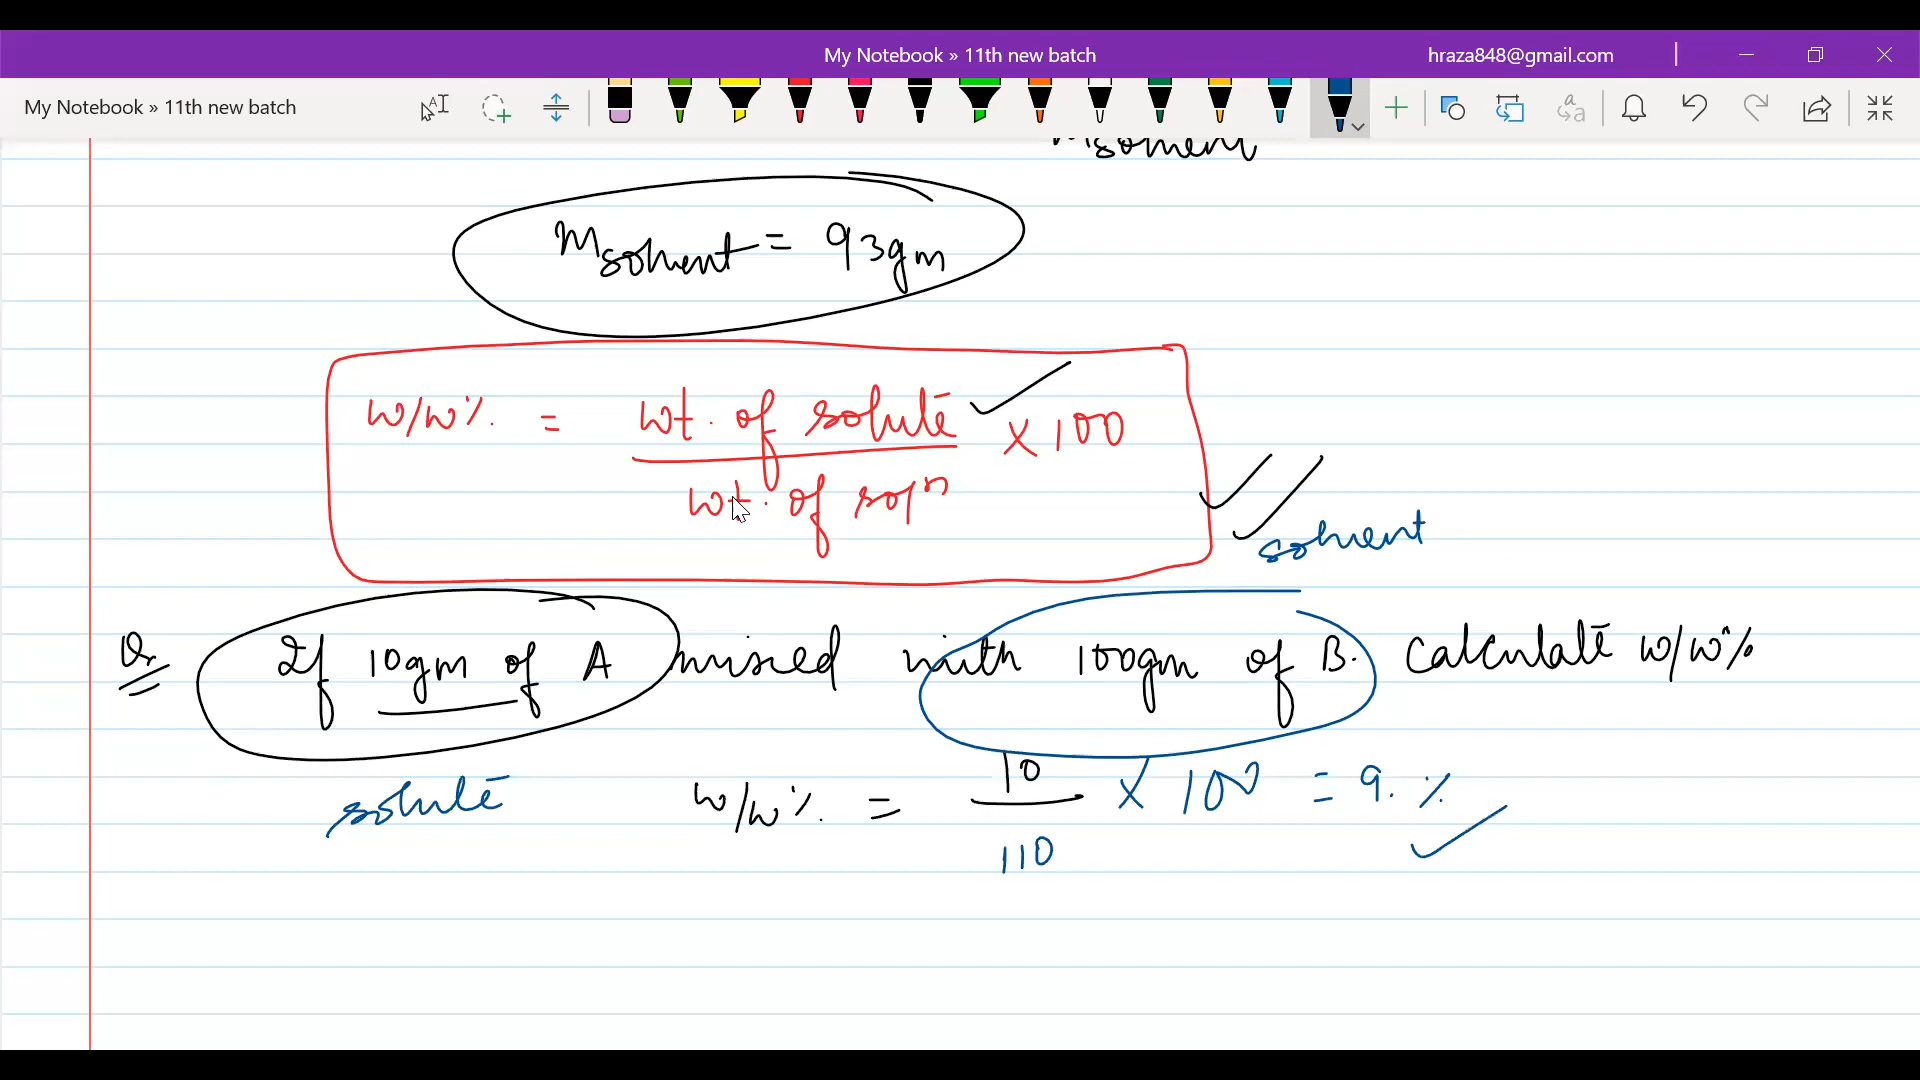 My Notebook » 11th new batch
hraza848@gmail.com
My Notebook » 11th new batch
Msolvent
Msolvent = 93gm
w/w% = wt. of solute × 100
wt. of solⁿ
solvent
Q If 10gm of A mixed with 100gm of B. Calculate w/w%
solute
w/w% = 10 × 100 = 9. %
110